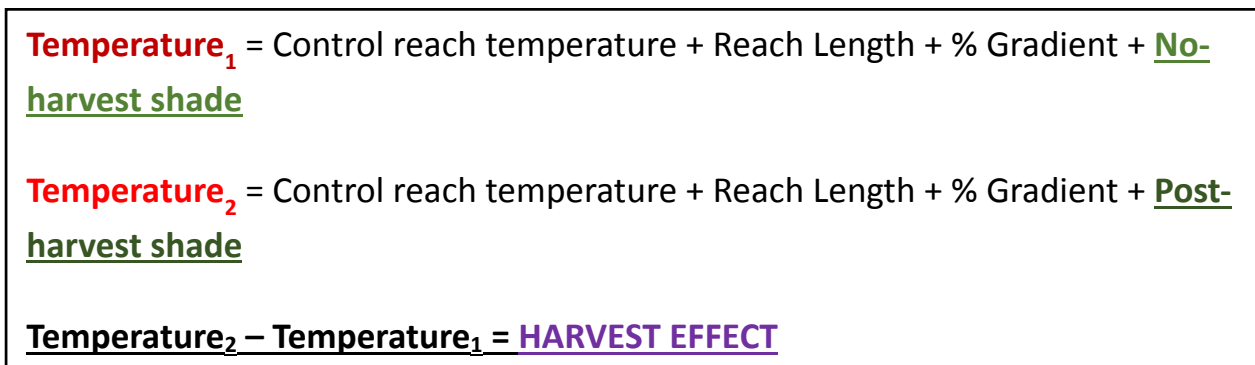 Temperature₁ = Control reach temperature + Reach Length + % Gradient + No-
harvest shade
Temperature₂ = Control reach temperature + Reach Length + % Gradient + Post-
harvest shade
Temperature₂ – Temperature₁ = HARVEST EFFECT